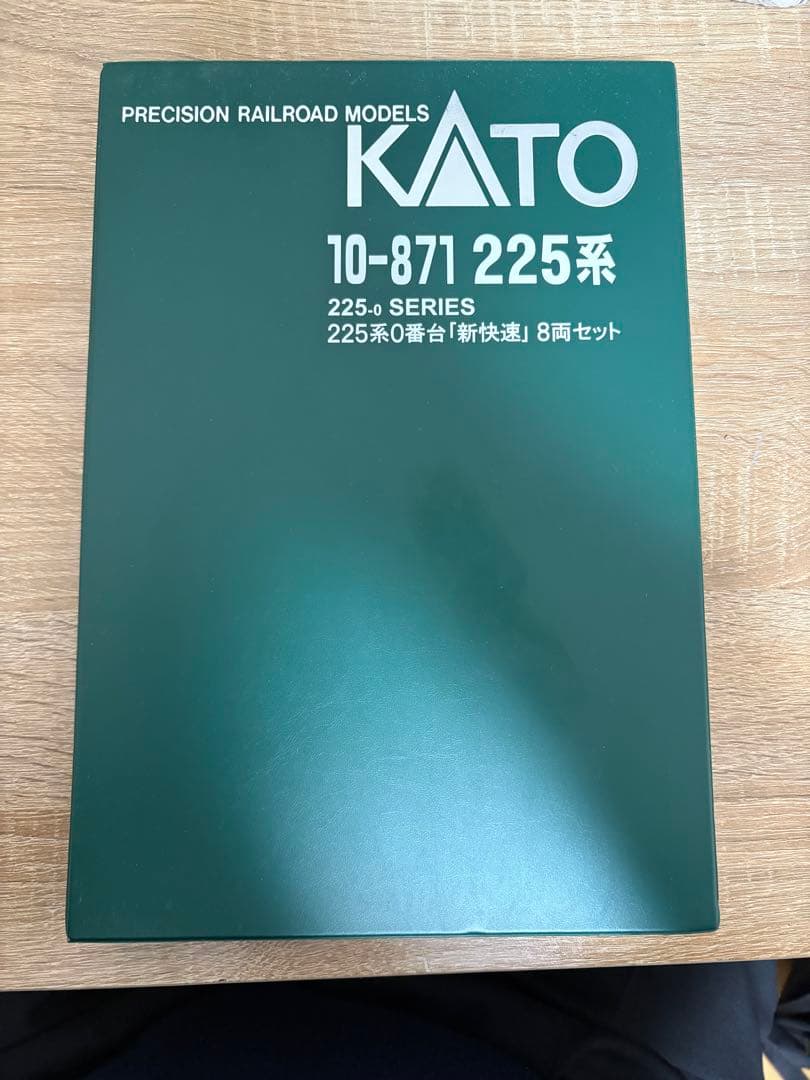 PRECISION RAILROAD MODELS
KATO
10-871 225系
225-0 SERIES
225系0番台「新快速」8両セット